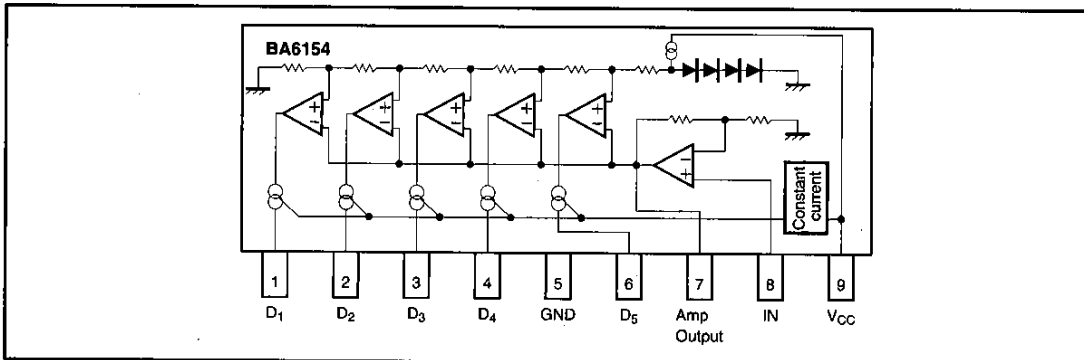 BA6154
+ + + + +
− − − − −
−
+
Constant
current
1 2 3 4 5 6 7 8 9
D1 D2 D3 D4 GND D5 Amp IN VCC
Output